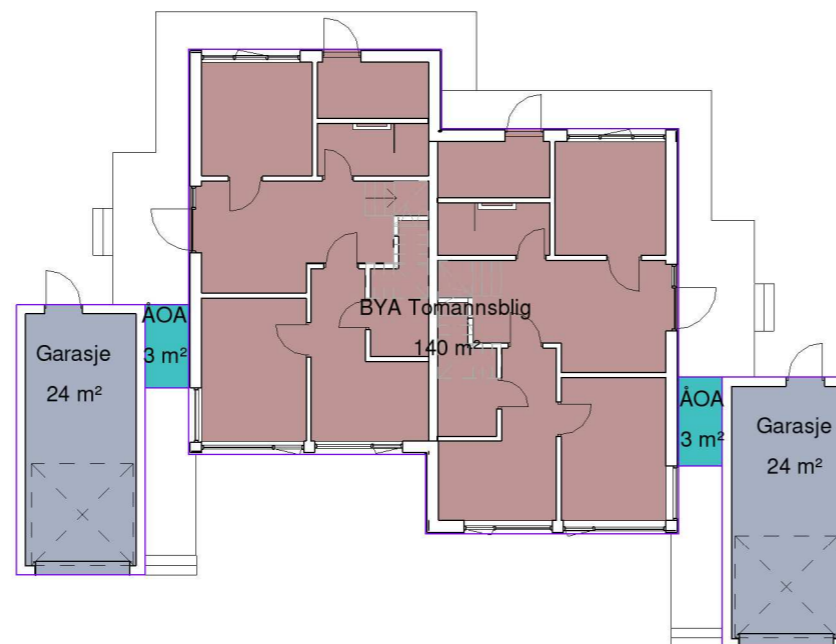 ÅOA
3 m²
Garasje
24 m²
BYA Tomannsblig
140 m²
ÅOA
3 m²
Garasje
24 m²